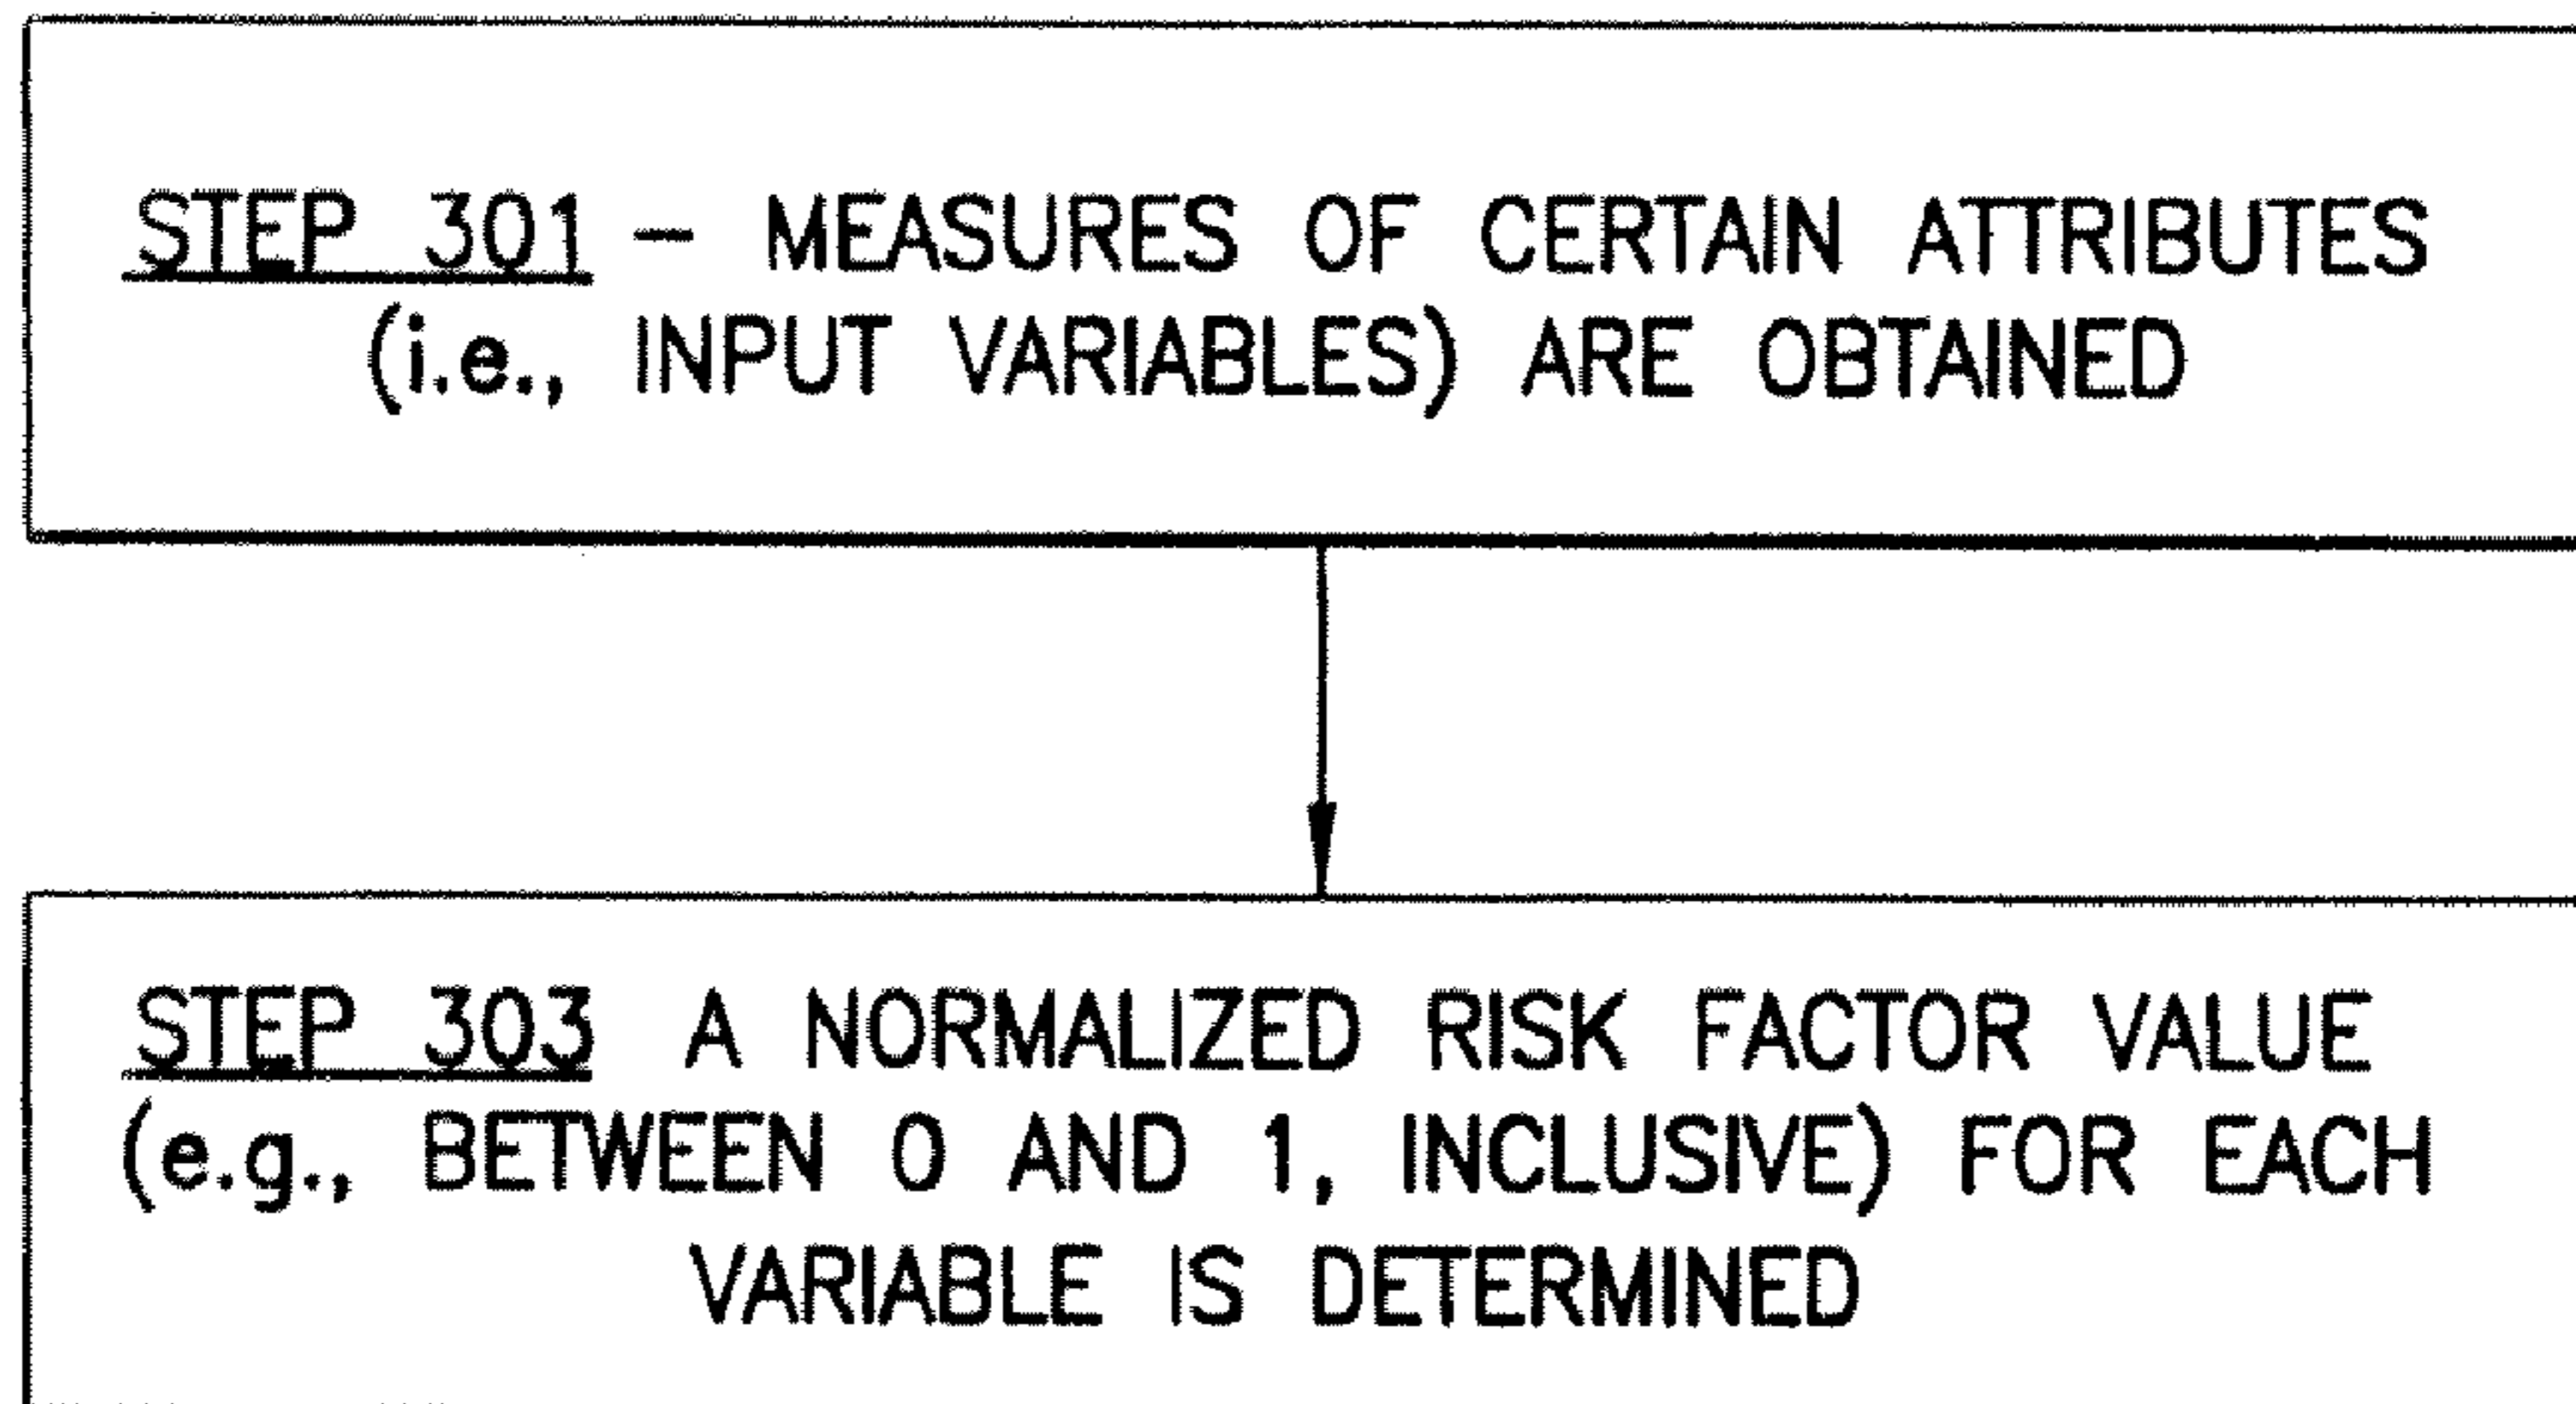 STEP 301 - MEASURES OF CERTAIN ATTRIBUTES
(i.e., INPUT VARIABLES) ARE OBTAINED
STEP 303 A NORMALIZED RISK FACTOR VALUE
(e.g., BETWEEN 0 AND 1, INCLUSIVE) FOR EACH
VARIABLE IS DETERMINED